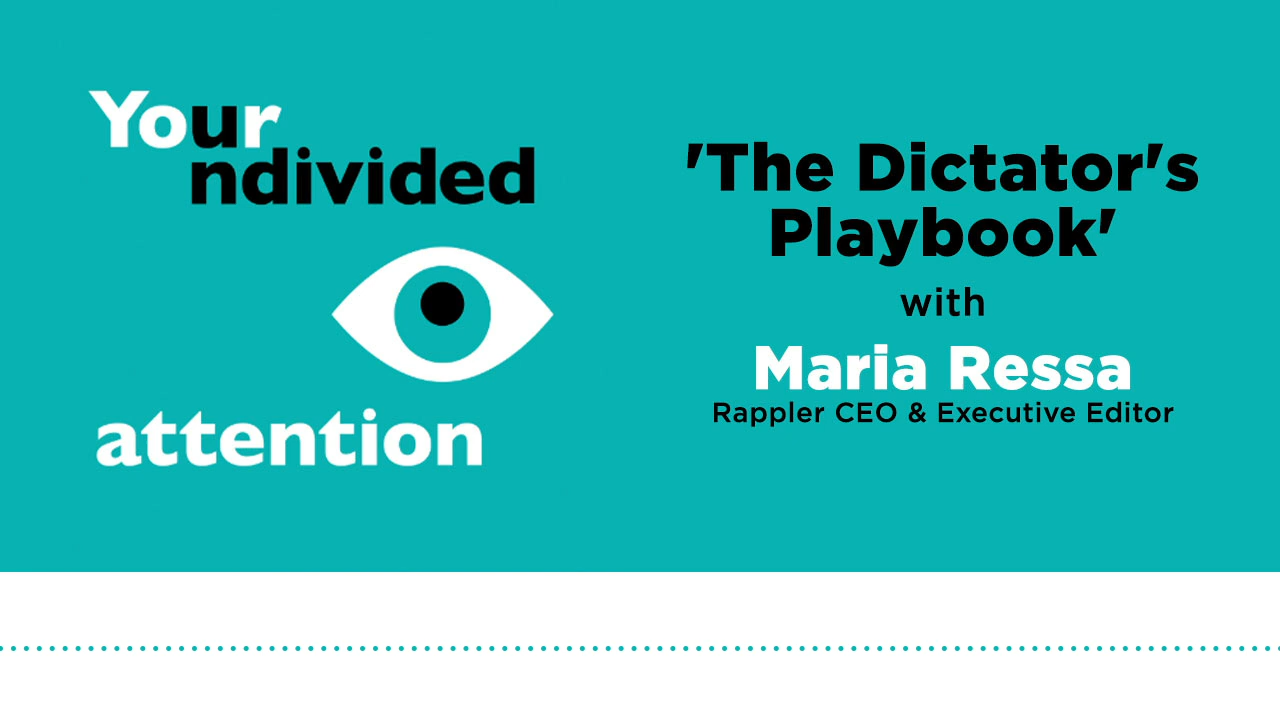 Your
ndivided
attention
'The Dictator's
Playbook'
with
Maria Ressa
Rappler CEO & Executive Editor